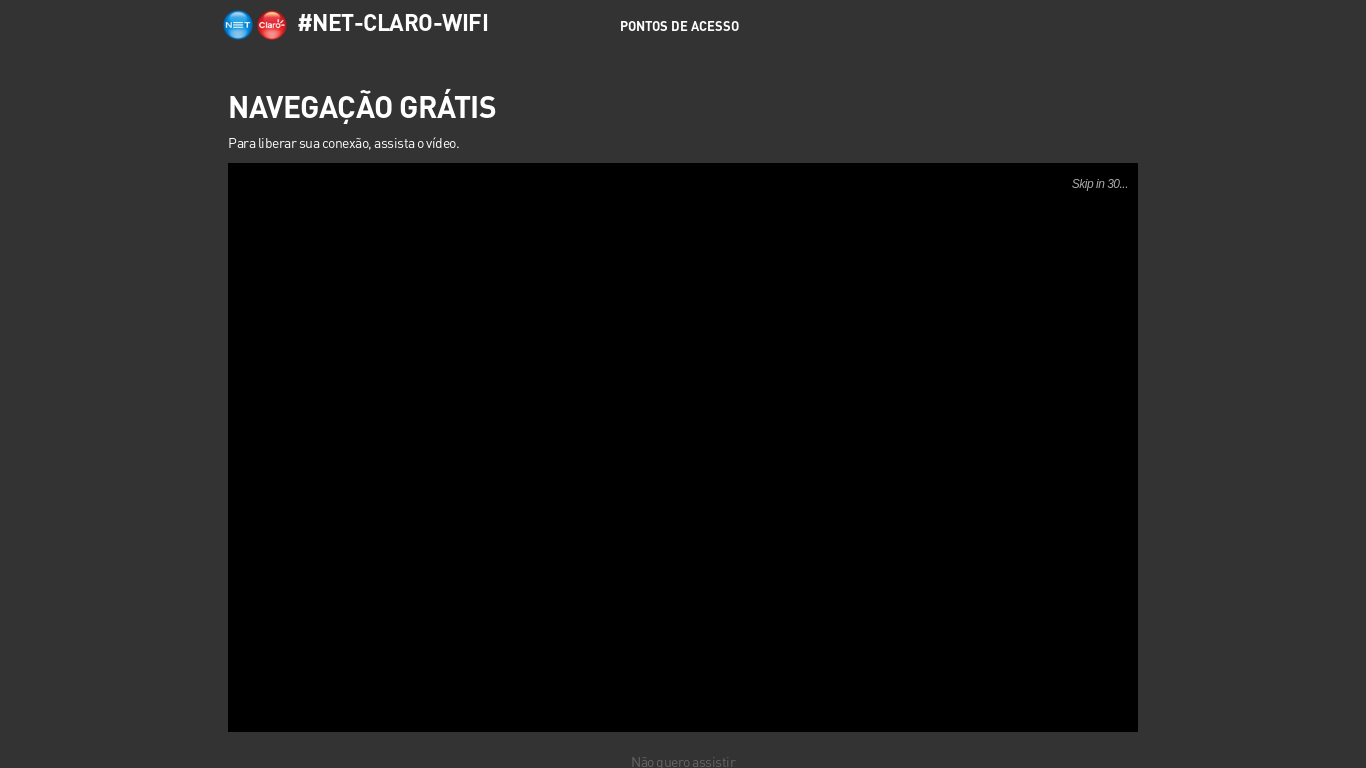 NET Claro #NET-CLARO-WIFI
PONTOS DE ACESSO
NAVEGAÇÃO GRÁTIS
Para liberar sua conexão, assista o vídeo.
Skip in 30...
Não quero assistir